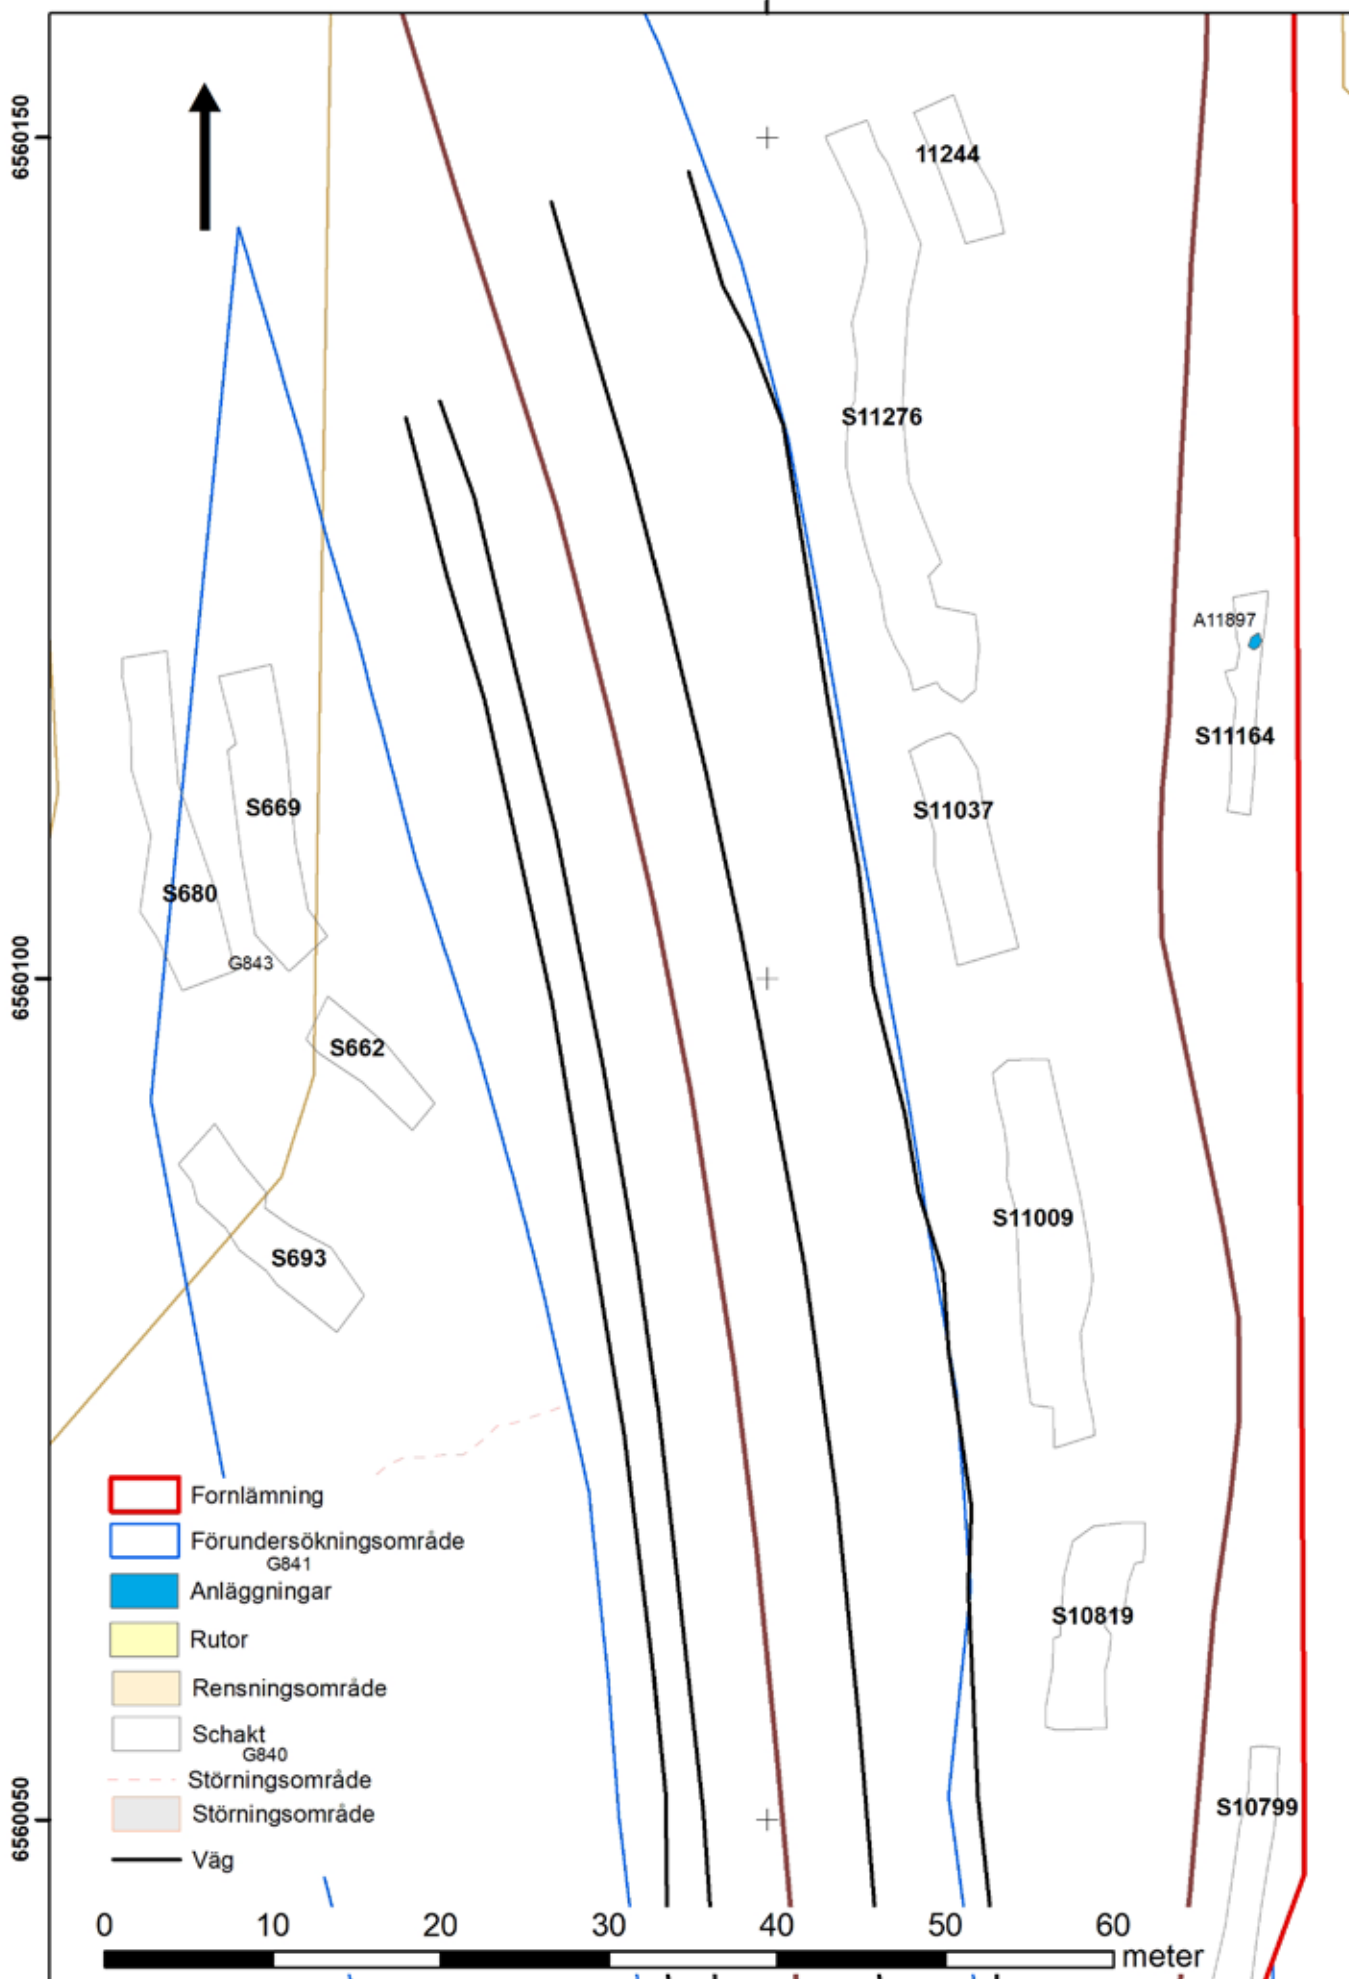 6560150
11244
S11276
A11897
S11164
S669
S11037
S680
G843
6560100
S662
S11009
S693
Fornlämning
Förundersökningsområde
G841
Anläggningar
S10819
Rutor
Rensningsområde
Schakt
G840
Störningsområde
S10799
Störningsområde
6560050
Väg
0 10 20 30 40 50 60
meter